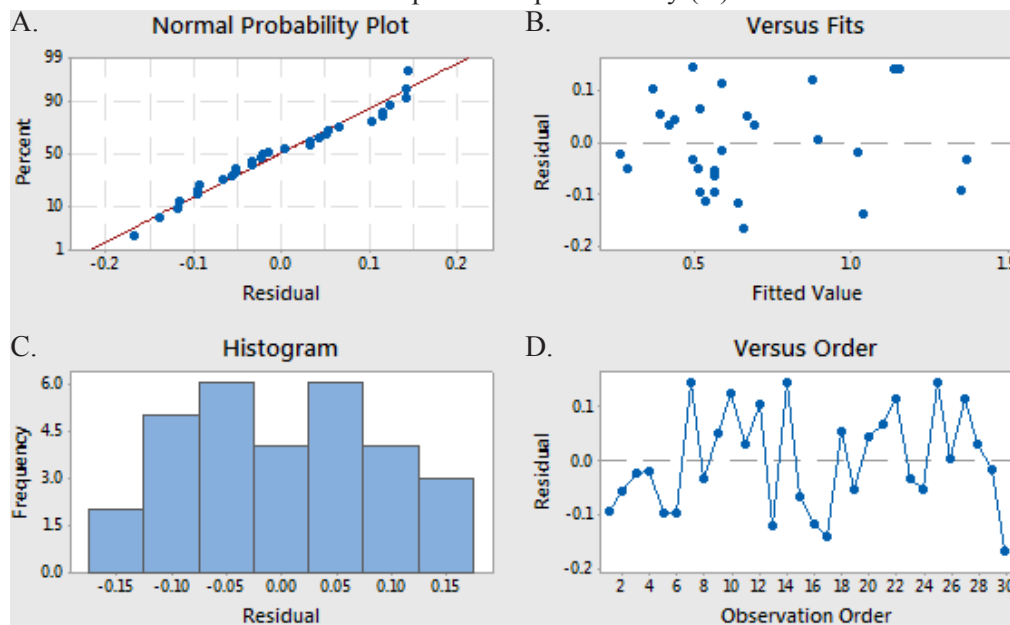 A.
Normal Probability Plot
99
90
50
10
1
Percent
-0.2 -0.1 0.0 0.1 0.2
Residual
B.
Versus Fits
0.1
0.0
-0.1
-0.2
Residual
0.5 1.0 1.5
Fitted Value
C.
Histogram
6.0
4.5
3.0
1.5
0.0
Frequency
-0.15 -0.10 -0.05 0.00 0.05 0.10 0.15
Residual
D.
Versus Order
0.1
0.0
-0.1
-0.2
Residual
2 4 6 8 10 12 14 16 18 20 22 24 26 28 30
Observation Order